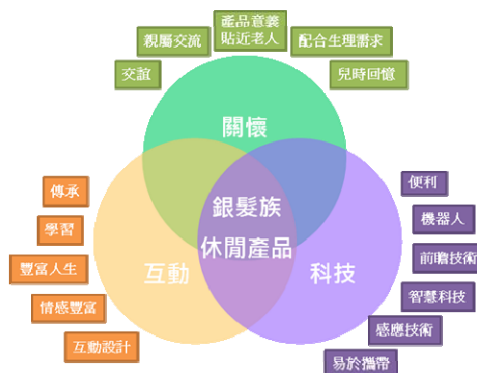 產品意義
貼近老人
親屬交流
配合生理需求
交誼
兒時回憶
關懷
傳承
學習
豐富人生
情感豐富
互動設計
銀髮族
休閒產品
互動
科技
便利
機器人
前瞻技術
智慧科技
感應技術
易於攜帶